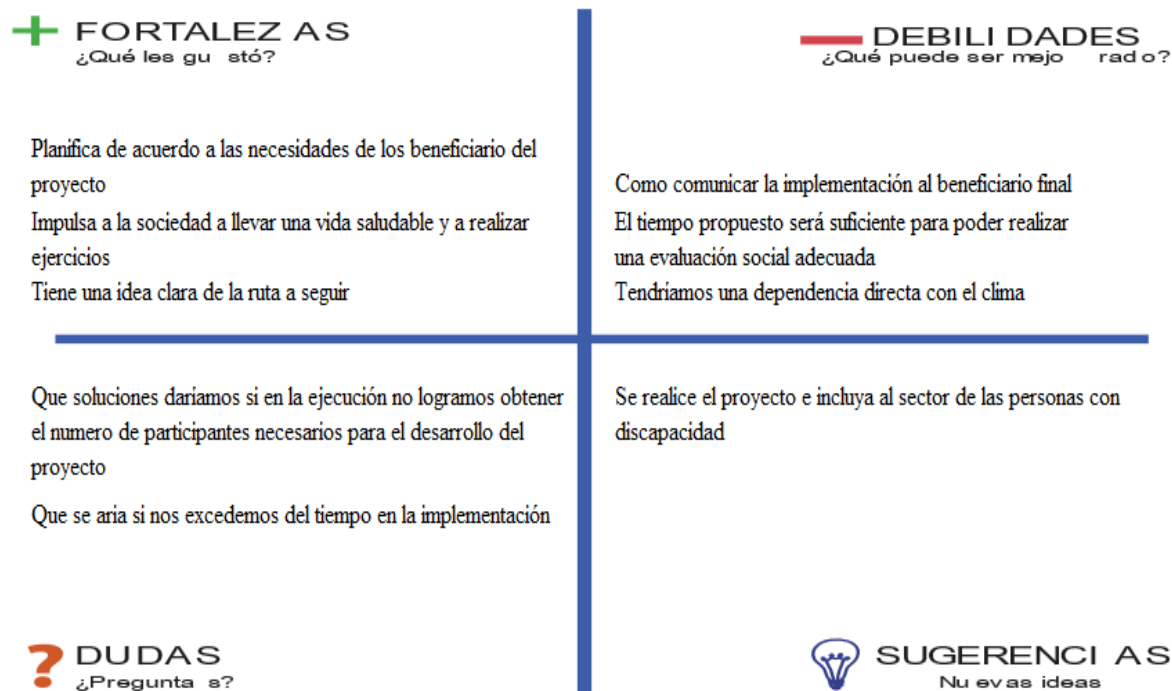 FORTALEZ AS
¿Qué les gu stó?
Planifica de acuerdo a las necesidades de los beneficiario del
proyecto
Impulsa a la sociedad a llevar una vida saludable y a realizar
ejercicios
Tiene una idea clara de la ruta a seguir
DEBILI DADES
¿Qué puede ser mejo rad o?
Como comunicar la implementación al beneficiario final
El tiempo propuesto será suficiente para poder realizar
una evaluación social adecuada
Tendríamos una dependencia directa con el clima
Que soluciones daríamos si en la ejecución no logramos obtener
el numero de participantes necesarios para el desarrollo del
proyecto
Que se aria si nos excedemos del tiempo en la implementación
DUDAS
¿Pregunta s?
Se realice el proyecto e incluya al sector de las personas con
discapacidad
SUGERENCI AS
Nu ev as ideas